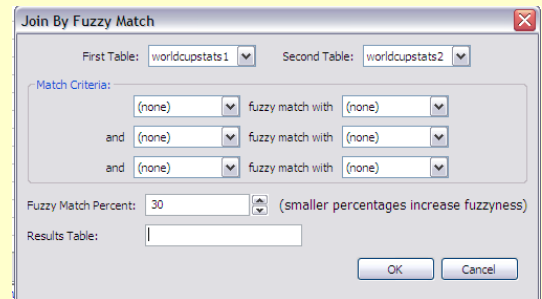 Join By Fuzzy Match
First Table: worldcupstats1 Second Table: worldcupstats2
Match Criteria:
(none) fuzzy match with (none)
and (none) fuzzy match with (none)
and (none) fuzzy match with (none)
Fuzzy Match Percent: 30 (smaller percentages increase fuzzyness)
Results Table:
OK Cancel